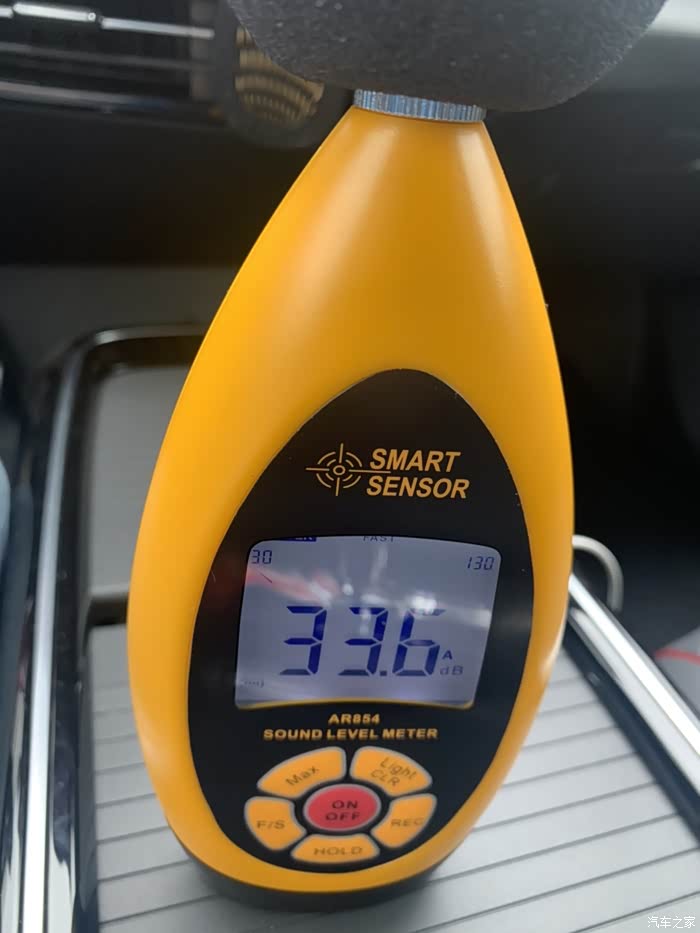 SMART
SENSOR
FAST
30 130
33.6 A
dB
AR854
SOUND LEVEL METER
Max
Light
CLR
ON
OFF
F/S
REC
HOLD
汽车之家